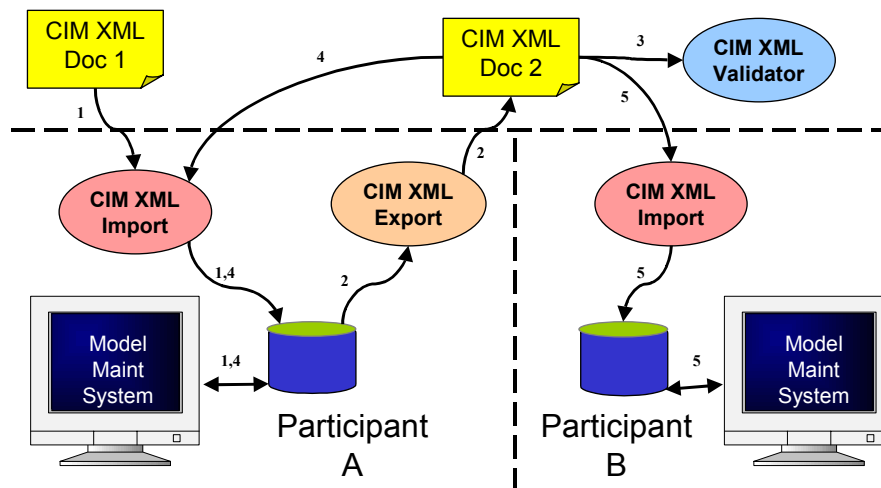 CIM XML
Doc 1
CIM XML
Doc 2
CIM XML
Validator
4
3
5
1
2
CIM XML
Import
CIM XML
Export
CIM XML
Import
1,4
2
5
Model
Maint
System
1,4
Participant
A
5
Model
Maint
System
Participant
B